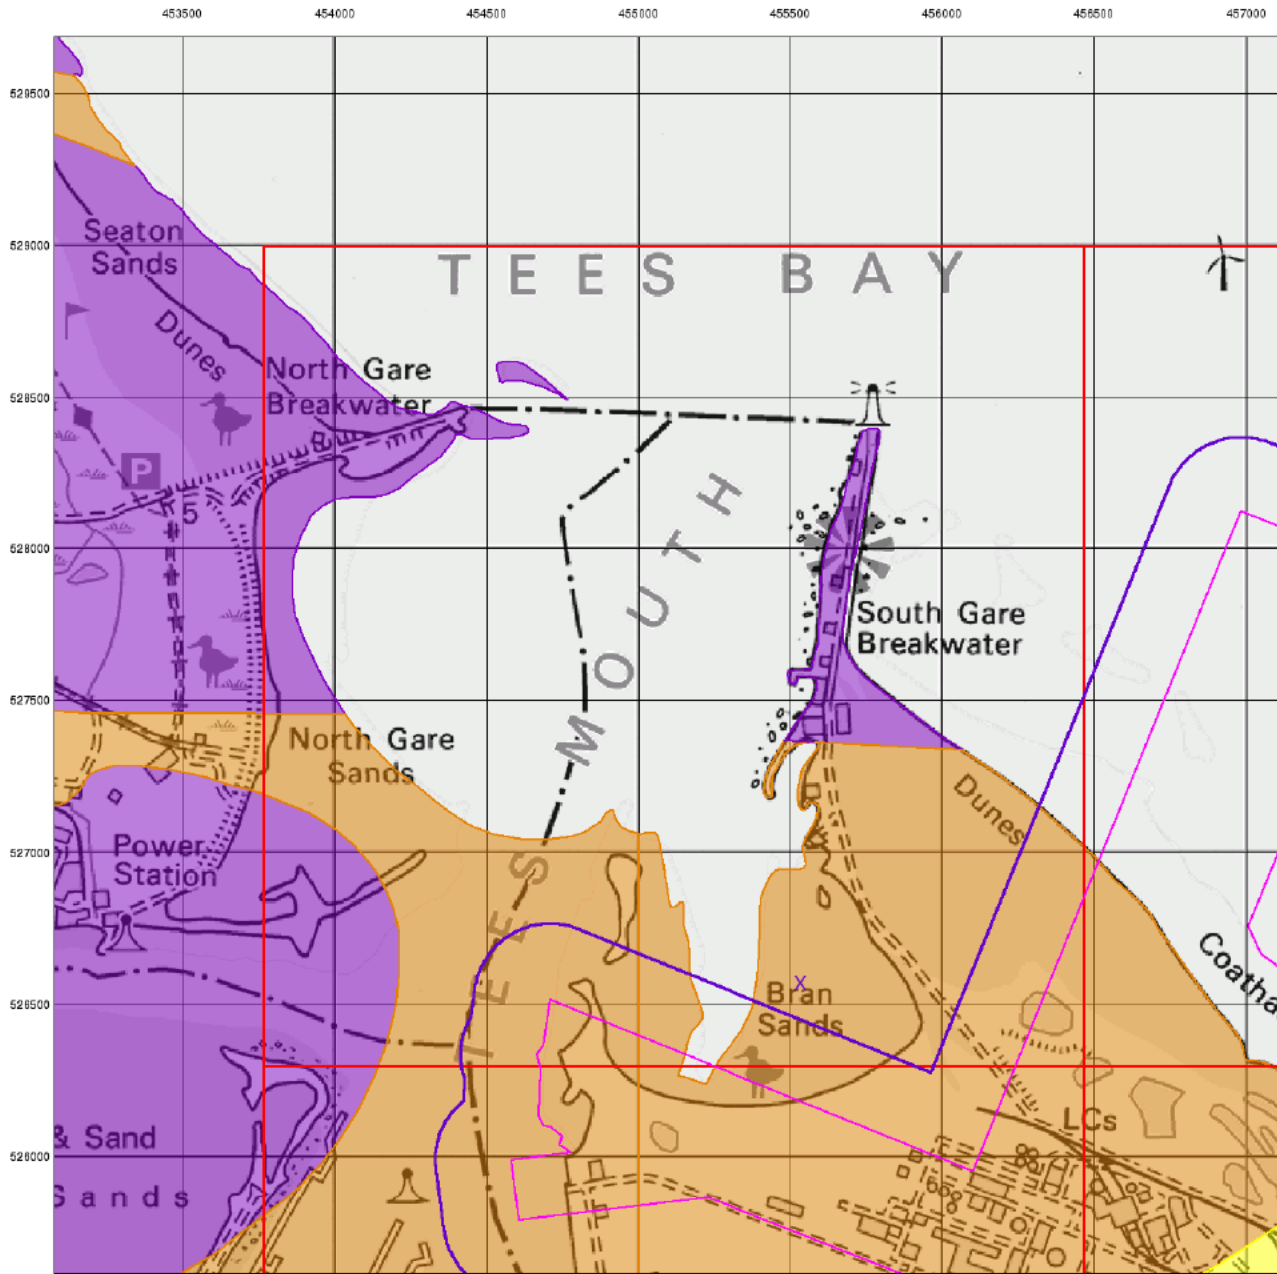 453500 454000 454500 455000 455500 456000 456500 457000
529500
Seaton
Sands
529000
TEES BAY
Dunes
North Gare
Breakwater
528500
P
5
528000
MOUTH
South Gare
Breakwater
527500
North Gare
Sands
Dunes
527000
Power
Station
TEES
Coatha
X
Bran
Sands
526500
LCs
& Sand
526000
Sands